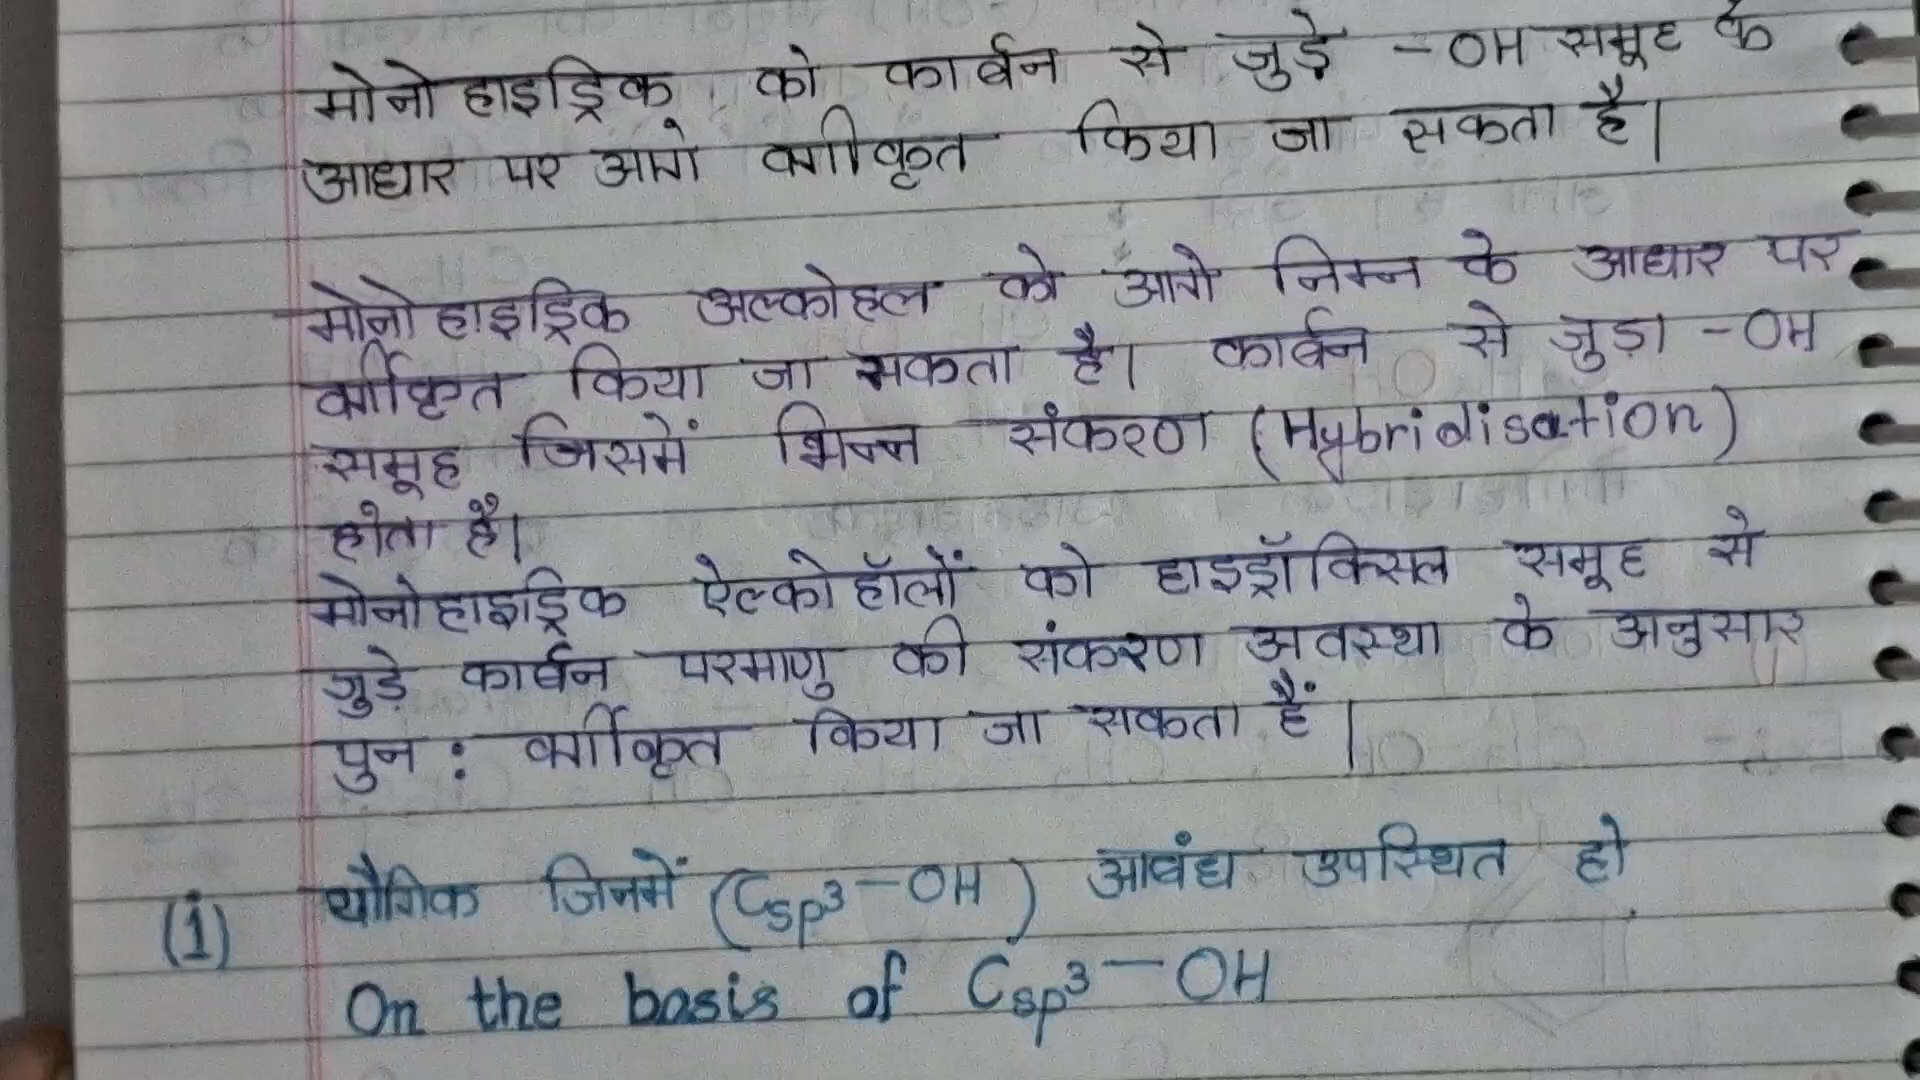 मोनोहाइड्रिक को कार्बन से जुड़े -OH समूह के
आधार पर आगे वर्गीकृत किया जा सकता है।
मोनोहाइड्रिक अल्कोहल को आगे निम्न के आधार पर
वर्गीकृत किया जा सकता है। कार्बन से जुड़ा -OH
समूह जिसमें भिन्न संकरण (Hybridisation)
होता है।
मोनोहाइड्रिक ऐल्कोहॉलों को हाइड्रॉक्सिल समूह से
जुड़े कार्बन परमाणु की संकरण अवस्था के अनुसार
पुन: वर्गीकृत किया जा सकता हैं।
(i) यौगिक जिनमें (Csp³-OH) आबंध उपस्थित हो
On the basis of Csp³-OH